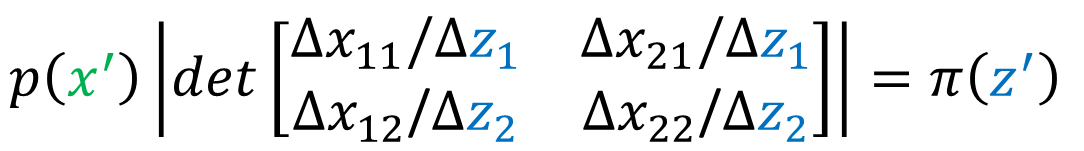 p(x′) |det [Δx₁₁/Δz₁ Δx₂₁/Δz₁
Δx₁₂/Δz₂ Δx₂₂/Δz₂]| = π(z′)